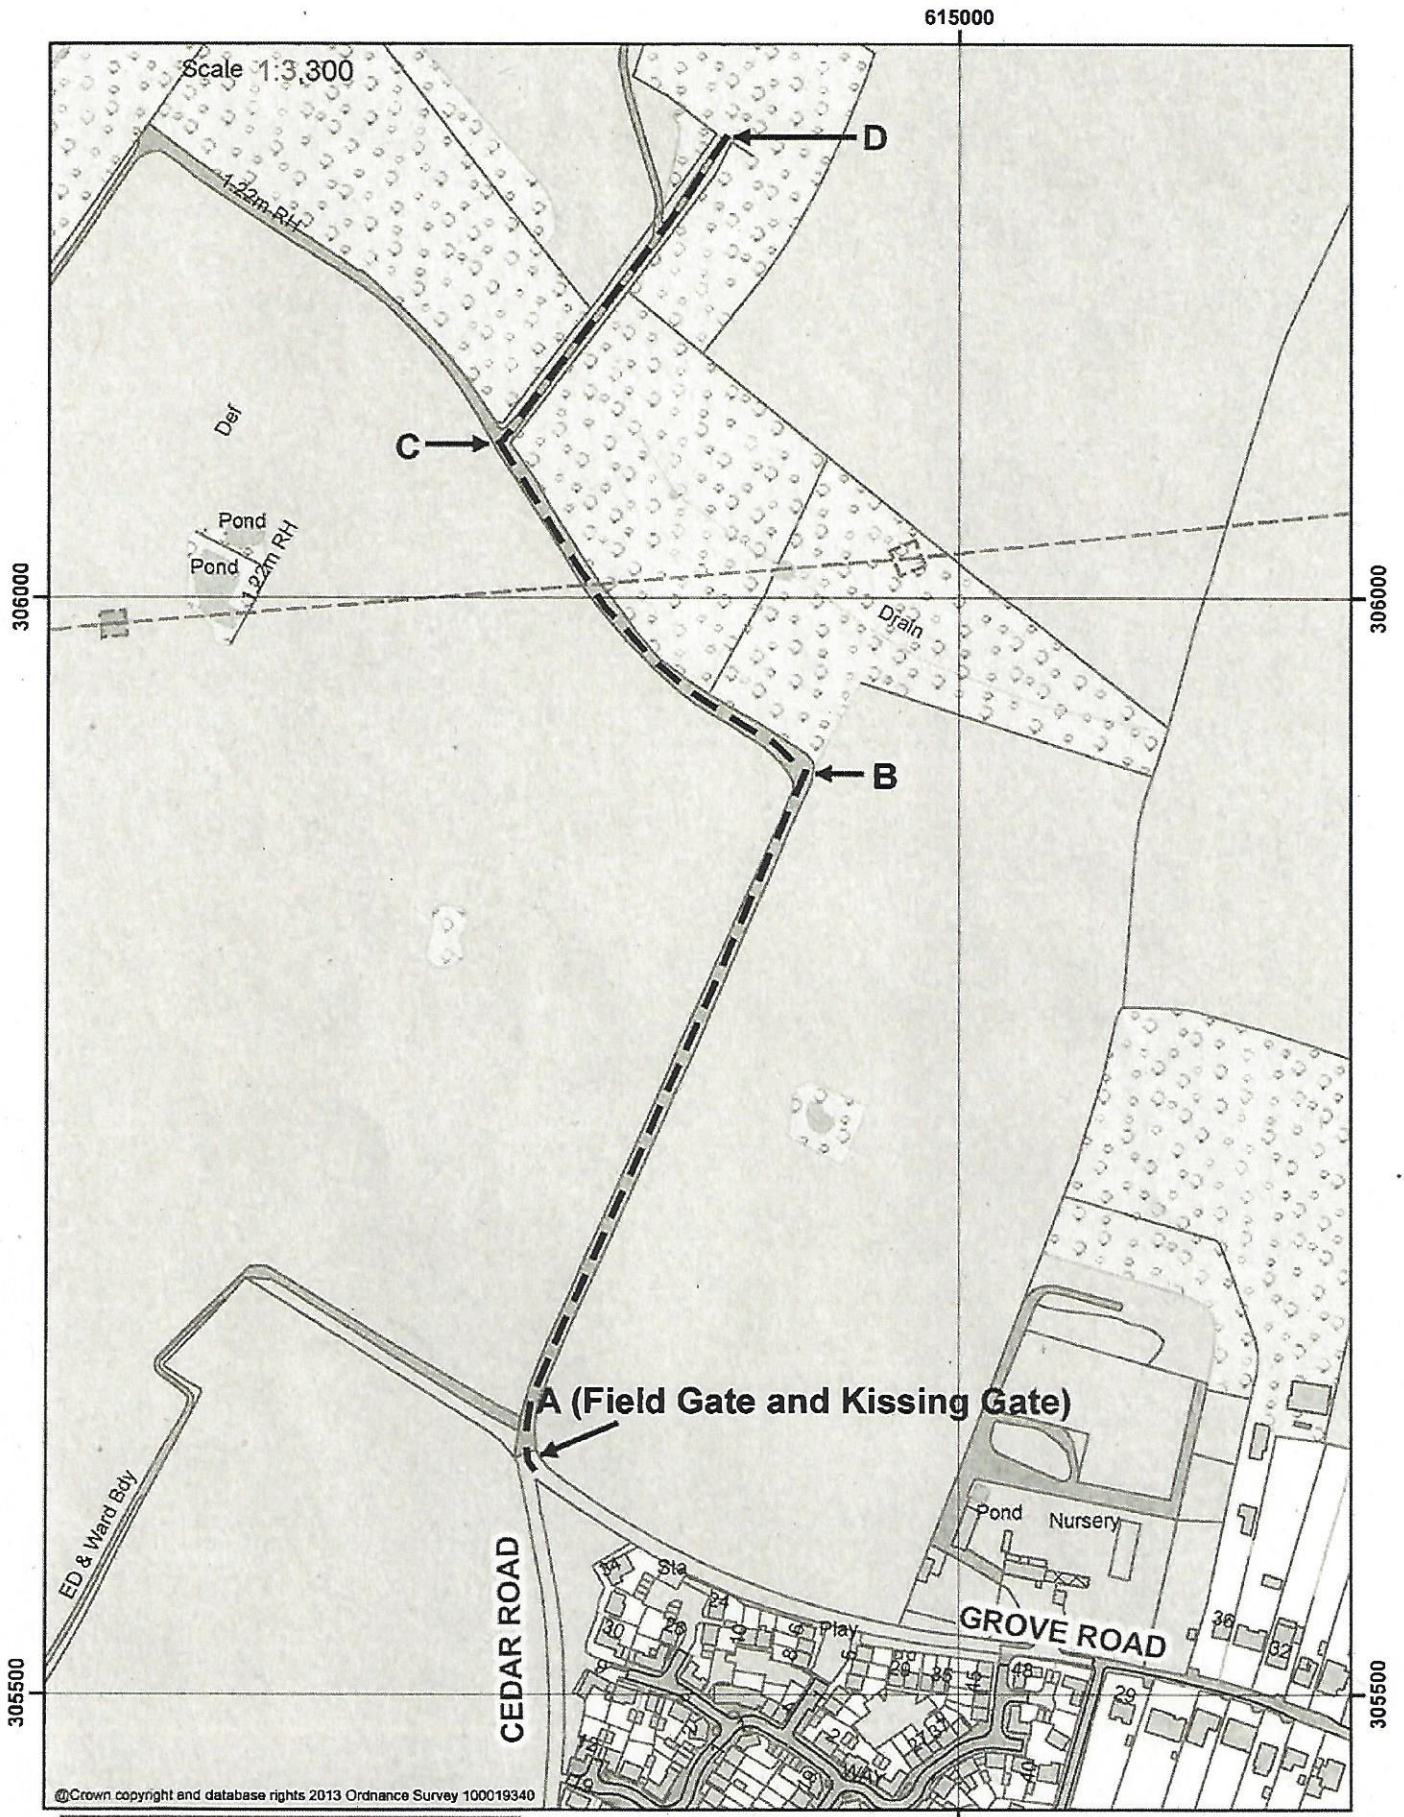 615000
Scale 1:3,300
D
1.22m RH
Def
C
Pond
Pond
1.22m RH
306000
306000
Drain
B
A (Field Gate and Kissing Gate)
ED & Ward Bdy
Pond
Nursery
CEDAR ROAD
Sta
34
24
30
26
10
Play
GROVE ROAD
36
32
48
29
305500
305500
WAY
@Crown copyright and database rights 2013 Ordnance Survey 100019340